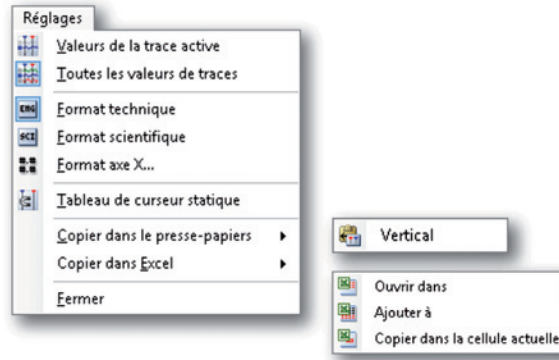 Réglages
Valeurs de la trace active
Toutes les valeurs de traces
ENG Format technique
SCI Format scientifique
Format axe X...
Tableau de curseur statique
Copier dans le presse-papiers
Copier dans Excel
Fermer
Vertical
Ouvrir dans
Ajouter à
Copier dans la cellule actuelle